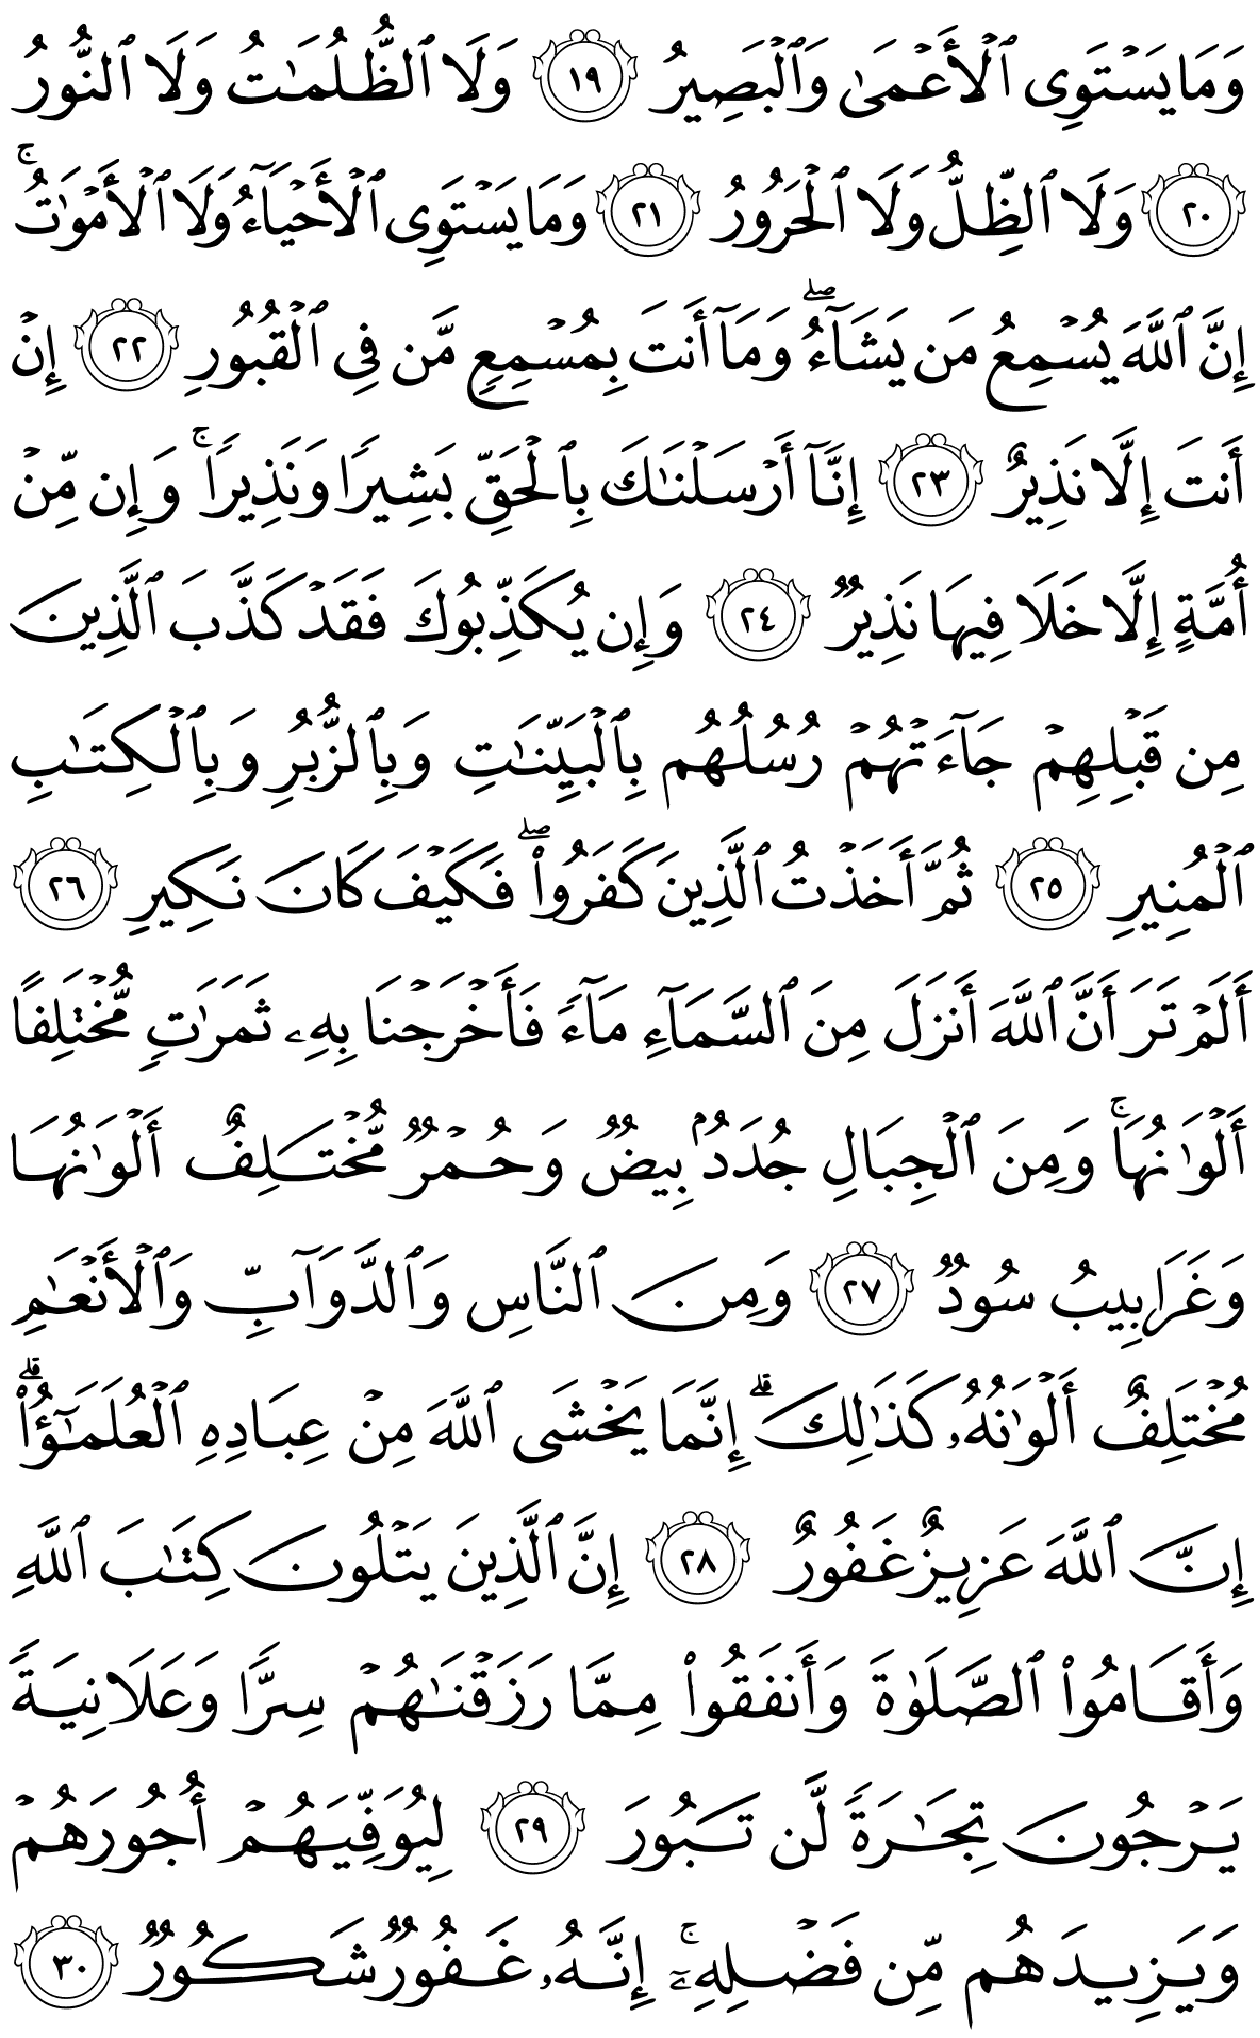 وَمَا يَسْتَوِى ٱلْأَعْمَىٰ وَٱلْبَصِيرُ ١٩ وَلَا ٱلظُّلُمَـٰتُ وَلَا ٱلنُّورُ
٢٠ وَلَا ٱلظِّلُّ وَلَا ٱلْحَرُورُ ٢١ وَمَا يَسْتَوِى ٱلْأَحْيَآءُ وَلَا ٱلْأَمْوَٰتُ ۚ
إِنَّ ٱللَّهَ يُسْمِعُ مَن يَشَآءُ ۖ وَمَآ أَنتَ بِمُسْمِعٍ مَّن فِى ٱلْقُبُورِ ٢٢ إِنْ
أَنتَ إِلَّا نَذِيرٌ ٢٣ إِنَّآ أَرْسَلْنَـٰكَ بِٱلْحَقِّ بَشِيرًا وَنَذِيرًا ۚ وَإِن مِّنْ
أُمَّةٍ إِلَّا خَلَا فِيهَا نَذِيرٌ ٢٤ وَإِن يُكَذِّبُوكَ فَقَدْ كَذَّبَ ٱلَّذِينَ
مِن قَبْلِهِمْ جَآءَتْهُمْ رُسُلُهُم بِٱلْبَيِّنَـٰتِ وَبِٱلزُّبُرِ وَبِٱلْكِتَـٰبِ
ٱلْمُنِيرِ ٢٥ ثُمَّ أَخَذْتُ ٱلَّذِينَ كَفَرُوا۟ ۖ فَكَيْفَ كَانَ نَكِيرِ ٢٦
أَلَمْ تَرَ أَنَّ ٱللَّهَ أَنزَلَ مِنَ ٱلسَّمَآءِ مَآءً فَأَخْرَجْنَا بِهِۦ ثَمَرَٰتٍ مُّخْتَلِفًا
أَلْوَٰنُهَا ۚ وَمِنَ ٱلْجِبَالِ جُدَدٌۢ بِيضٌ وَحُمْرٌ مُّخْتَلِفٌ أَلْوَٰنُهَا
وَغَرَابِيبُ سُودٌ ٢٧ وَمِنَ ٱلنَّاسِ وَٱلدَّوَآبِّ وَٱلْأَنْعَـٰمِ
مُخْتَلِفٌ أَلْوَٰنُهُۥ كَذَٰلِكَ ۗ إِنَّمَا يَخْشَى ٱللَّهَ مِنْ عِبَادِهِ ٱلْعُلَمَـٰٓؤُا۟ ۗ
إِنَّ ٱللَّهَ عَزِيزٌ غَفُورٌ ٢٨ إِنَّ ٱلَّذِينَ يَتْلُونَ كِتَـٰبَ ٱللَّهِ
وَأَقَامُوا۟ ٱلصَّلَوٰةَ وَأَنفَقُوا۟ مِمَّا رَزَقْنَـٰهُمْ سِرًّا وَعَلَانِيَةً
يَرْجُونَ تِجَـٰرَةً لَّن تَبُورَ ٢٩ لِيُوَفِّيَهُمْ أُجُورَهُمْ
وَيَزِيدَهُم مِّن فَضْلِهِۦٓ ۚ إِنَّهُۥ غَفُورٌ شَكُورٌ ٣٠